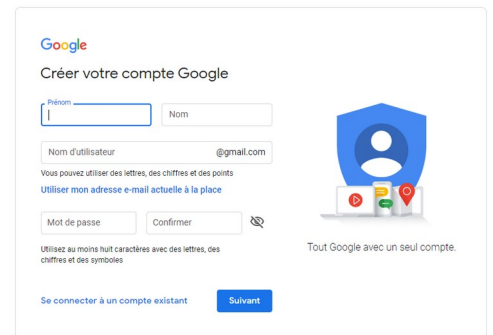 Google
Créer votre compte Google
Prénom
Nom
Nom d'utilisateur @gmail.com
Vous pouvez utiliser des lettres, des chiffres et des points
Utiliser mon adresse e-mail actuelle à la place
Mot de passe Confirmer
Utilisez au moins huit caractères avec des lettres, des
chiffres et des symboles
Tout Google avec un seul compte.
Se connecter à un compte existant Suivant